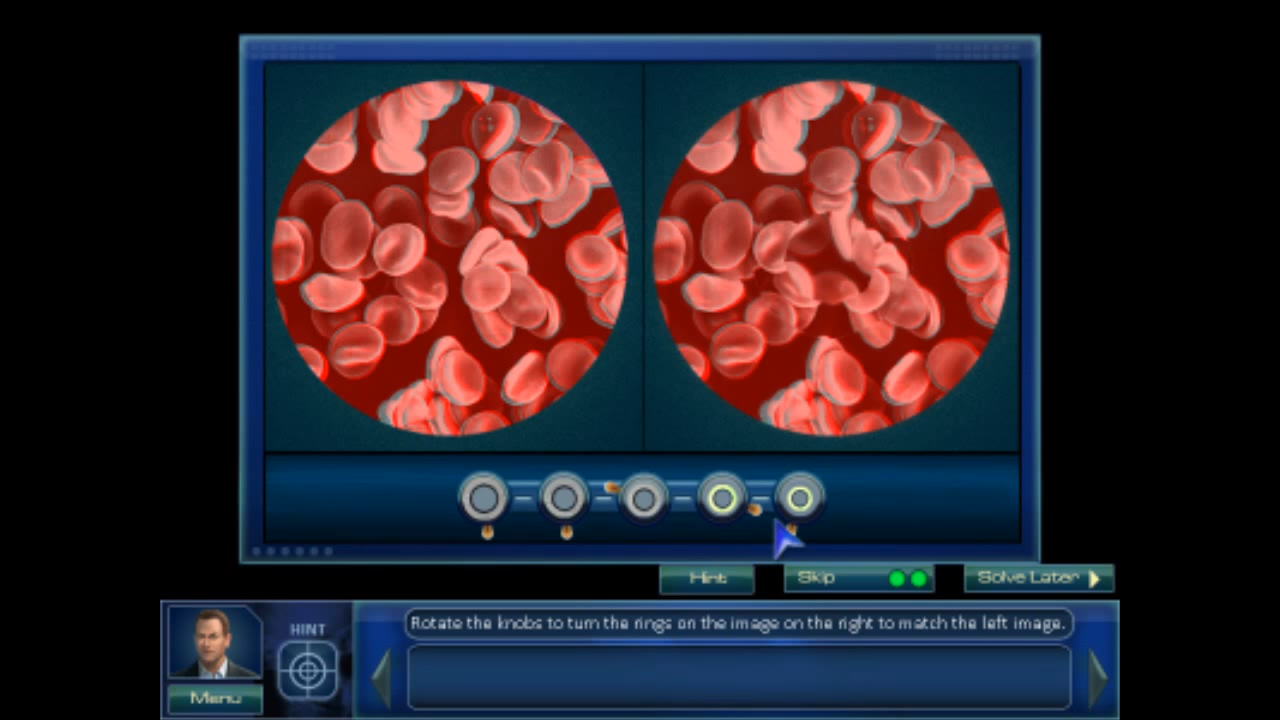 Hint
Skip
Solve Later
Rotate the knobs to turn the rings on the image on the right to match the left image.
HINT
Menu